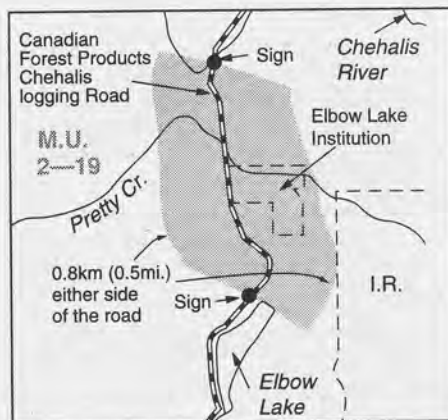 Canadian
Forest Products
Chehalis
logging Road
Sign
Chehalis
River
Elbow Lake
Institution
M.U.
2—19
Pretty Cr.
0.8km (0.5mi.)
either side
of the road
Sign
I.R.
Elbow
Lake